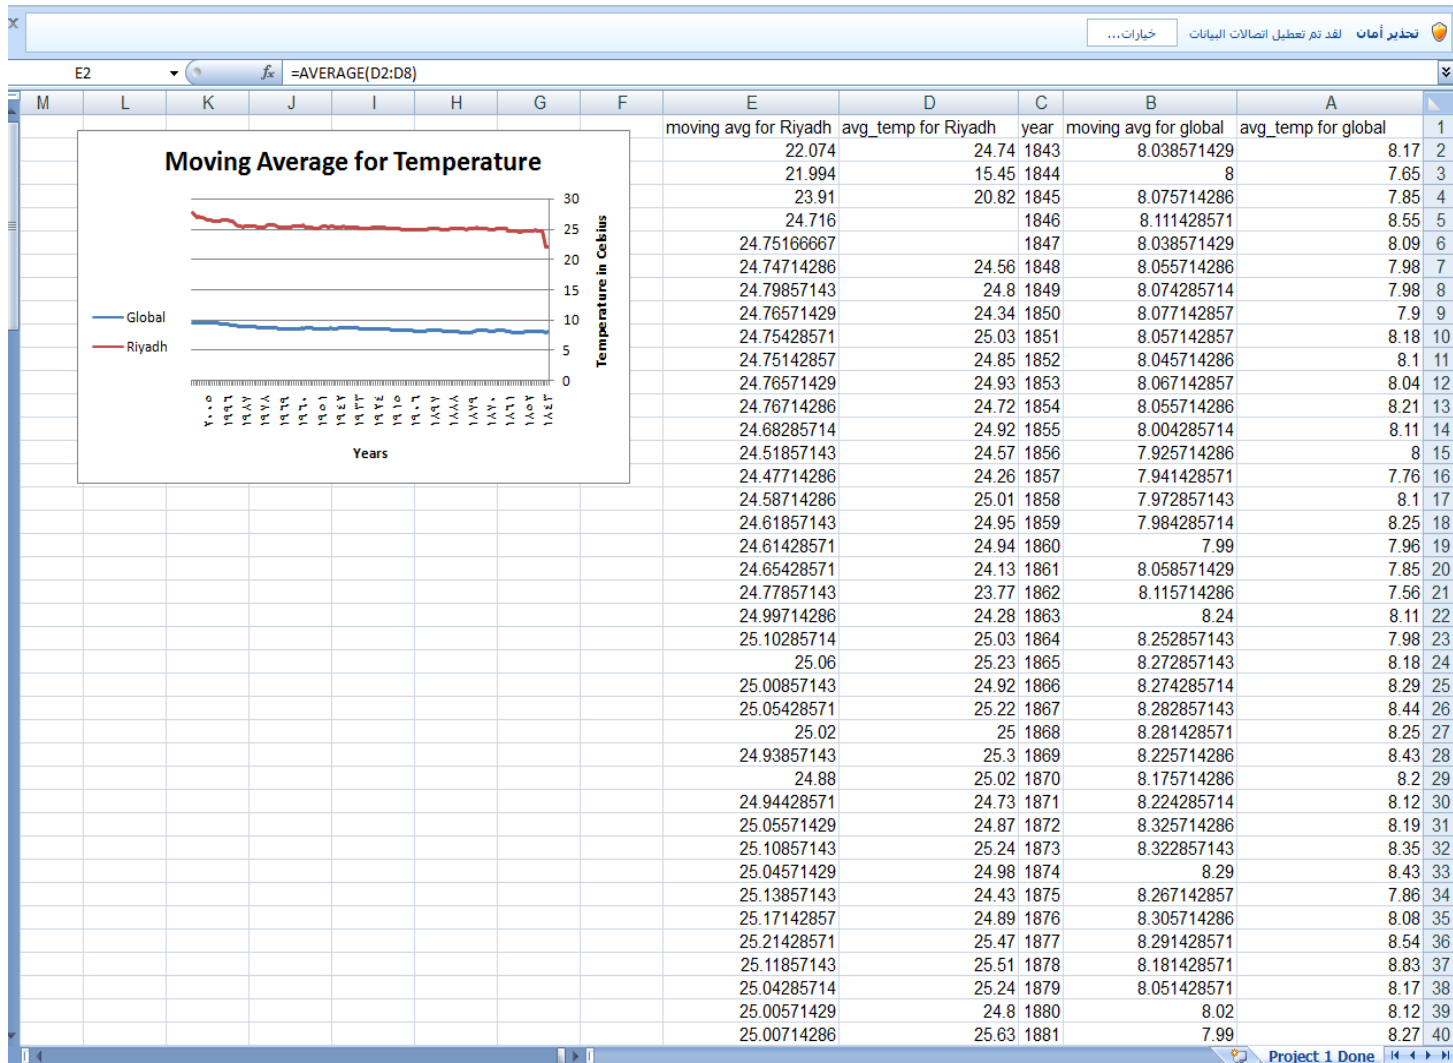 تحذير أمان لقد تم تعطيل اتصالات البيانات خيارات...
E2 fx =AVERAGE(D2:D8)
M L K J I H G F E D C B A
moving avg for Riyadh avg_temp for Riyadh year moving avg for global avg_temp for global 1
22.074 24.74 1843 8.038571429 8.17 2
21.994 15.45 1844 8 7.65 3
23.91 20.82 1845 8.075714286 7.85 4
24.716 1846 8.111428571 8.55 5
24.75166667 1847 8.038571429 8.09 6
24.74714286 24.56 1848 8.055714286 7.98 7
24.79857143 24.8 1849 8.074285714 7.98 8
24.76571429 24.34 1850 8.077142857 7.9 9
24.75428571 25.03 1851 8.057142857 8.18 10
24.75142857 24.85 1852 8.045714286 8.1 11
24.76571429 24.93 1853 8.067142857 8.04 12
24.76714286 24.72 1854 8.055714286 8.21 13
24.68285714 24.92 1855 8.004285714 8.11 14
24.51857143 24.57 1856 7.925714286 8 15
24.47714286 24.26 1857 7.941428571 7.76 16
24.58714286 25.01 1858 7.972857143 8.1 17
24.61857143 24.95 1859 7.984285714 8.25 18
24.61428571 24.94 1860 7.99 7.96 19
24.65428571 24.13 1861 8.058571429 7.85 20
24.77857143 23.77 1862 8.115714286 7.56 21
24.99714286 24.28 1863 8.24 8.11 22
25.10285714 25.03 1864 8.252857143 7.98 23
25.06 25.23 1865 8.272857143 8.18 24
25.00857143 24.92 1866 8.274285714 8.29 25
25.05428571 25.22 1867 8.282857143 8.44 26
25.02 25 1868 8.281428571 8.25 27
24.93857143 25.3 1869 8.225714286 8.43 28
24.88 25.02 1870 8.175714286 8.2 29
24.94428571 24.73 1871 8.224285714 8.12 30
25.05571429 24.87 1872 8.325714286 8.19 31
25.10857143 25.24 1873 8.322857143 8.35 32
25.04571429 24.98 1874 8.29 8.43 33
25.13857143 24.43 1875 8.267142857 7.86 34
25.17142857 24.89 1876 8.305714286 8.08 35
25.21428571 25.47 1877 8.291428571 8.54 36
25.11857143 25.51 1878 8.181428571 8.83 37
25.04285714 25.24 1879 8.051428571 8.17 38
25.00571429 24.8 1880 8.02 8.12 39
25.00714286 25.63 1881 7.99 8.27 40
Moving Average for Temperature
30
25
20
15
10
5
0
Temperature in Celsius
Global
Riyadh
٢٠٠٥ ١٩٩٦ ١٩٨٧ ١٩٧٨ ١٩٦٩ ١٩٦٠ ١٩٥١ ١٩٤٢ ١٩٣٣ ١٩٢٤ ١٩١٥ ١٩٠٦ ١٨٩٧ ١٨٨٨ ١٨٧٩ ١٨٧٠ ١٨٦١ ١٨٥٢ ١٨٤٣
Years
Project 1 Done